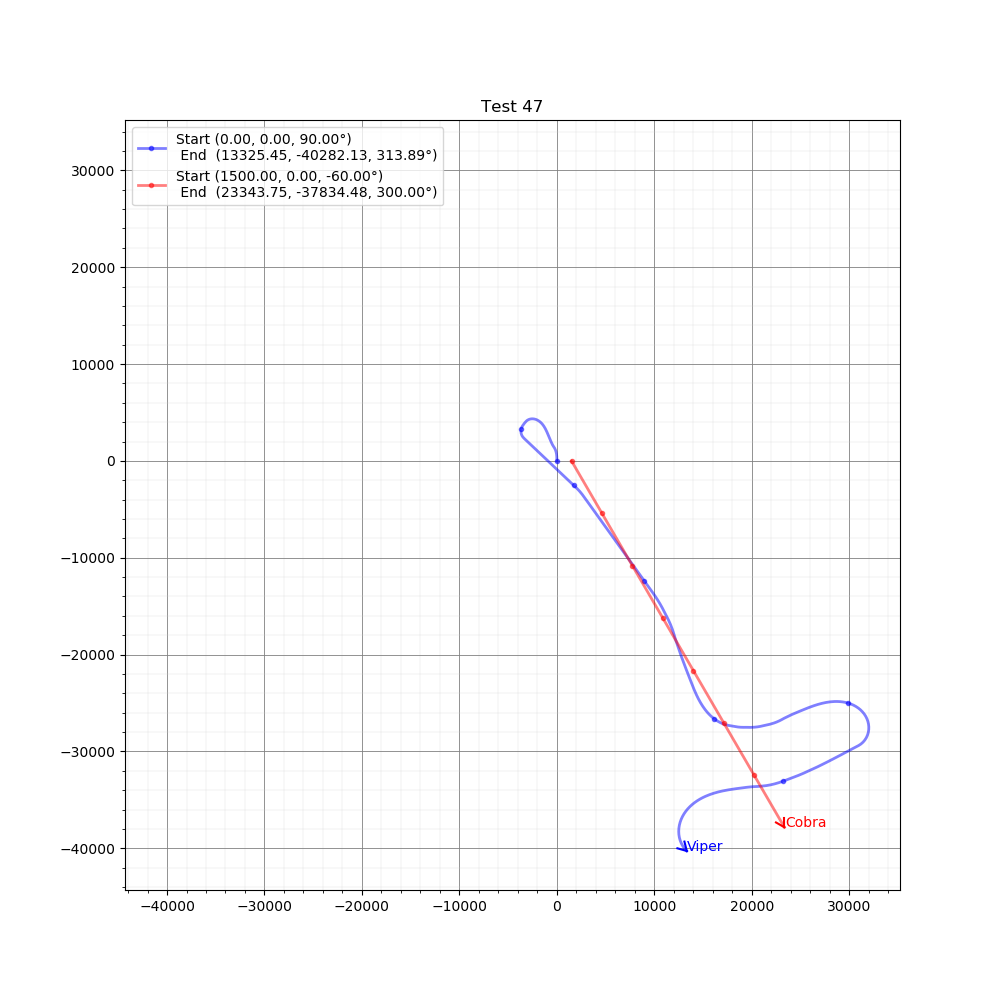 Test 47
Start (0.00, 0.00, 90.00°)
End  (13325.45, -40282.13, 313.89°)
Start (1500.00, 0.00, -60.00°)
End  (23343.75, -37834.48, 300.00°)
30000
20000
10000
0
−10000
−20000
−30000
−40000
Cobra
Viper
−40000 −30000 −20000 −10000 0 10000 20000 30000